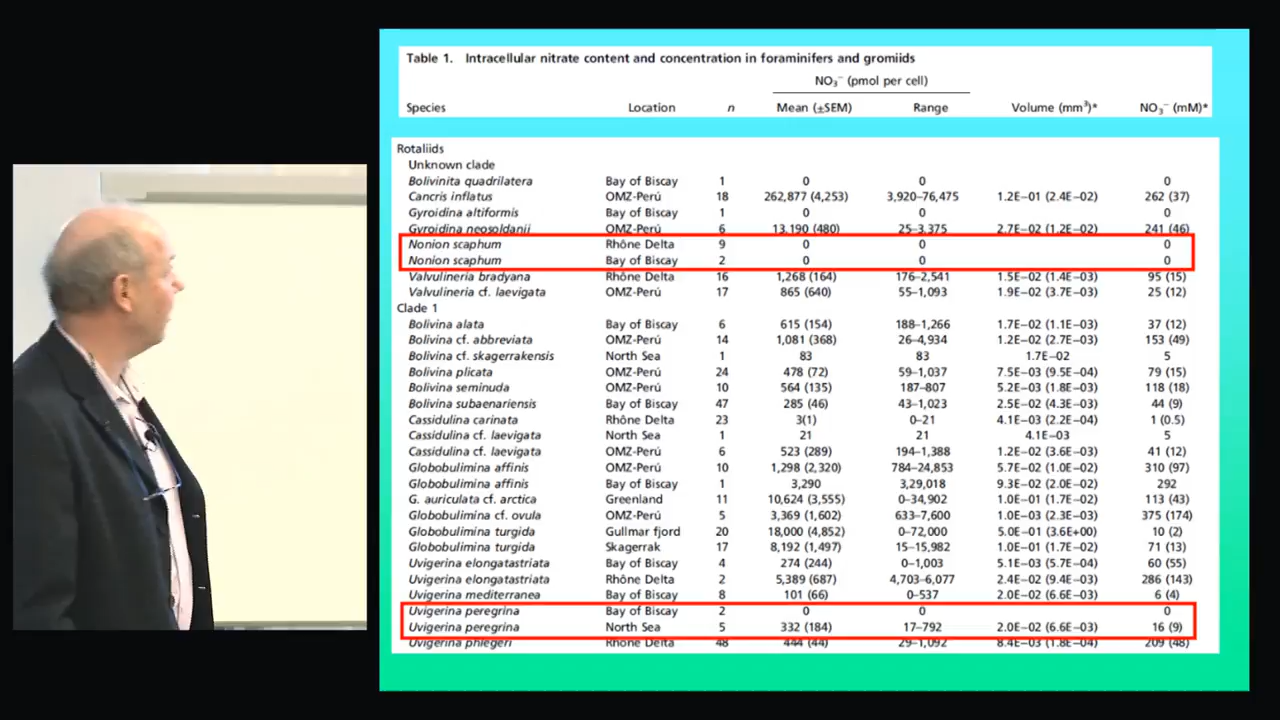 Table 1. Intracellular nitrate content and concentration in foraminifers and gromiids
NO₃⁻ (pmol per cell)
Species Location n Mean (±SEM) Range Volume (mm³)* NO₃⁻ (mM)*
Rotaliids
Unknown clade
Bolivinita quadrilatera Bay of Biscay 1 0 0 0
Cancris inflatus OMZ-Perú 18 262,877 (4,253) 3,920–76,475 1.2E–01 (2.4E–02) 262 (37)
Gyroidina altiformis Bay of Biscay 1 0 0 0
Gyroidina neosoldanii OMZ-Perú 6 13,190 (480) 25–3,375 2.7E–02 (1.2E–02) 241 (46)
Nonion scaphum Rhône Delta 9 0 0 0
Nonion scaphum Bay of Biscay 2 0 0 0
Valvulineria bradyana Rhône Delta 16 1,268 (164) 176–2,541 1.5E–02 (1.4E–03) 95 (15)
Valvulineria cf. laevigata OMZ-Perú 17 865 (640) 55–1,093 1.9E–02 (3.7E–03) 25 (12)
Clade 1
Bolivina alata Bay of Biscay 6 615 (154) 188–1,266 1.7E–02 (1.1E–03) 37 (12)
Bolivina cf. abbreviata OMZ-Perú 14 1,081 (368) 26–4,934 1.2E–02 (2.7E–03) 153 (49)
Bolivina cf. skagerrakensis North Sea 1 83 83 1.7E–02 5
Bolivina plicata OMZ-Perú 24 478 (72) 59–1,037 7.5E–03 (9.5E–04) 79 (15)
Bolivina seminuda OMZ-Perú 10 564 (135) 187–807 5.2E–03 (1.8E–03) 118 (18)
Bolivina subaenariensis Bay of Biscay 47 285 (46) 43–1,023 2.5E–02 (4.3E–03) 44 (9)
Cassidulina carinata Rhône Delta 23 3(1) 0–21 4.1E–03 (2.2E–04) 1 (0.5)
Cassidulina cf. laevigata North Sea 1 21 21 4.1E–03 5
Cassidulina cf. laevigata OMZ-Perú 6 523 (289) 194–1,388 1.2E–02 (3.6E–03) 41 (12)
Globobulimina affinis OMZ-Perú 10 1,298 (2,320) 784–24,853 5.7E–02 (1.0E–02) 310 (97)
Globobulimina affinis Bay of Biscay 1 3,290 3,29,018 9.3E–02 (2.0E–02) 292
G. auriculata cf. arctica Greenland 11 10,624 (3,555) 0–34,902 1.0E–01 (1.7E–02) 113 (43)
Globobulimina cf. ovula OMZ-Perú 5 3,369 (1,602) 633–7,600 1.0E–03 (2.3E–03) 375 (174)
Globobulimina turgida Gullmar fjord 20 18,000 (4,852) 0–72,000 5.0E–01 (3.6E+00) 10 (2)
Globobulimina turgida Skagerrak 17 8,192 (1,497) 15–15,982 1.0E–01 (1.7E–02) 71 (13)
Uvigerina elongatastriata Bay of Biscay 4 274 (244) 0–1,003 5.1E–03 (5.7E–04) 60 (55)
Uvigerina elongatastriata Rhône Delta 2 5,389 (687) 4,703–6,077 2.4E–02 (9.4E–03) 286 (143)
Uvigerina mediterranea Bay of Biscay 8 101 (66) 0–537 2.0E–02 (6.6E–03) 6 (4)
Uvigerina peregrina Bay of Biscay 2 0 0 0
Uvigerina peregrina North Sea 5 332 (184) 17–792 2.0E–02 (6.6E–03) 16 (9)
Uvigerina phlegeri Rhône Delta 48 444 (44) 29–1,092 8.4E–03 (1.8E–04) 209 (48)